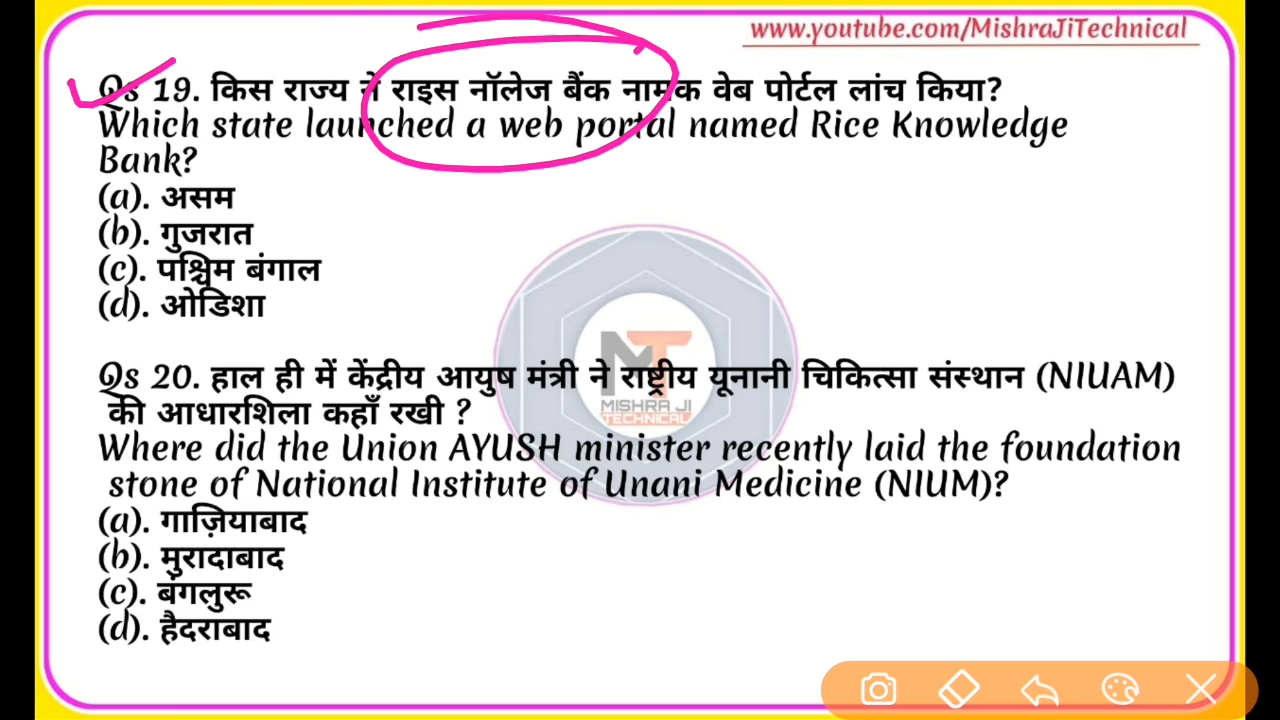 www.youtube.com/MishraJiTechnical
Qs 19. किस राज्य ने राइस नॉलेज बैंक नामक वेब पोर्टल लांच किया?
Which state launched a web portal named Rice Knowledge
Bank?
(a). असम
(b). गुजरात
(c). पश्चिम बंगाल
(d). ओडिशा
Qs 20. हाल ही में केंद्रीय आयुष मंत्री ने राष्ट्रीय यूनानी चिकित्सा संस्थान (NIUAM)
की आधारशिला कहाँ रखी ?
Where did the Union AYUSH minister recently laid the foundation
stone of National Institute of Unani Medicine (NIUM)?
(a). गाज़ियाबाद
(b). मुरादाबाद
(c). बंगलुरू
(d). हैदराबाद
MT
MISHRA JI
TECHNICAL